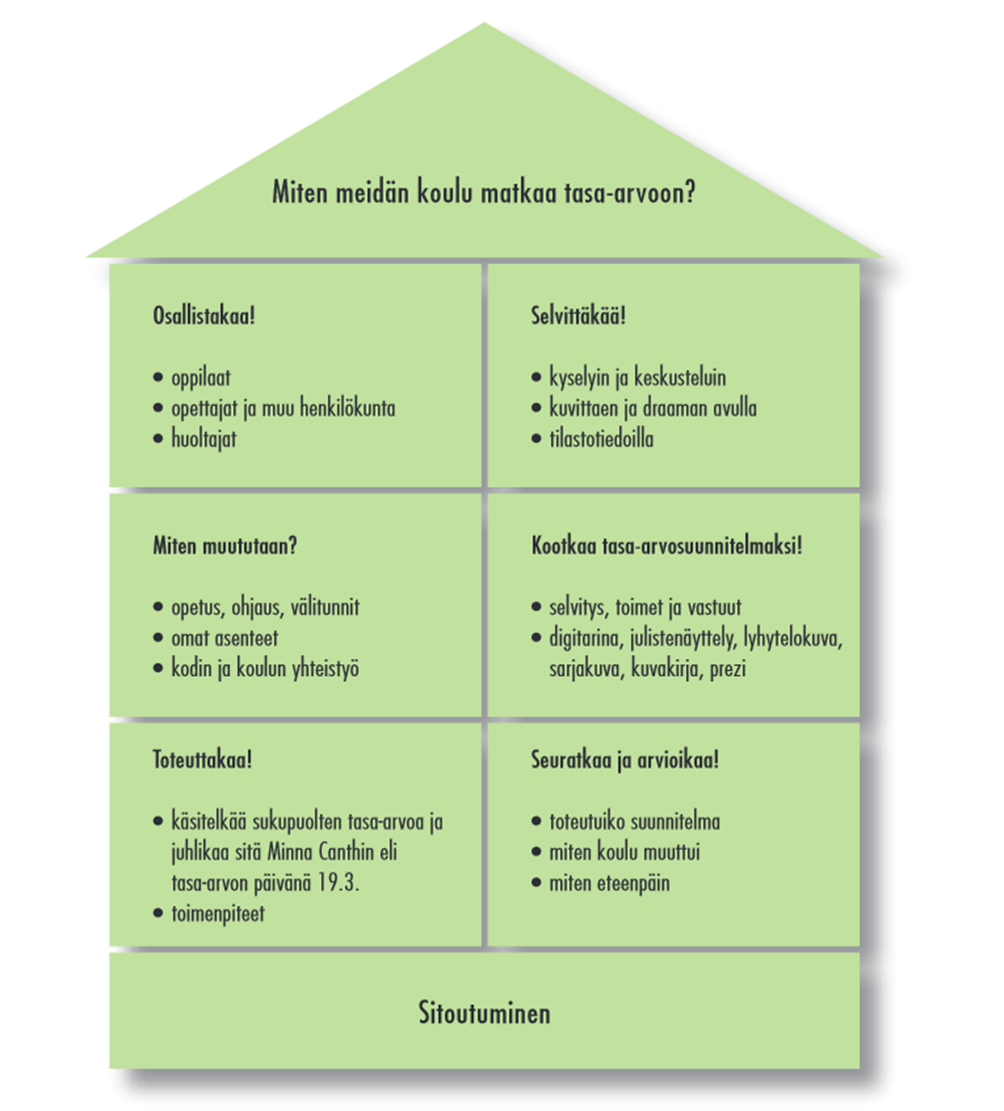 Miten meidän koulu matkaa tasa-arvoon?
Osallistakaa!
• oppilaat
• opettajat ja muu henkilökunta
• huoltajat
Selvittäkää!
• kyselyin ja keskusteluin
• kuvittaen ja draaman avulla
• tilastotiedoilla
Miten muututaan?
• opetus, ohjaus, välitunnit
• omat asenteet
• kodin ja koulun yhteistyö
Kootkaa tasa-arvosuunnitelmaksi!
• selvitys, toimet ja vastuut
• digitarina, julistenäyttely, lyhytelokuva,
sarjakuva, kuvakirja, prezi
Toteuttakaa!
• käsitelkää sukupuolten tasa-arvoa ja
juhlikaa sitä Minna Canthin eli
tasa-arvon päivänä 19.3.
• toimenpiteet
Seuratkaa ja arvioikaa!
• toteutuiko suunnitelma
• miten koulu muuttui
• miten eteenpäin
Sitoutuminen